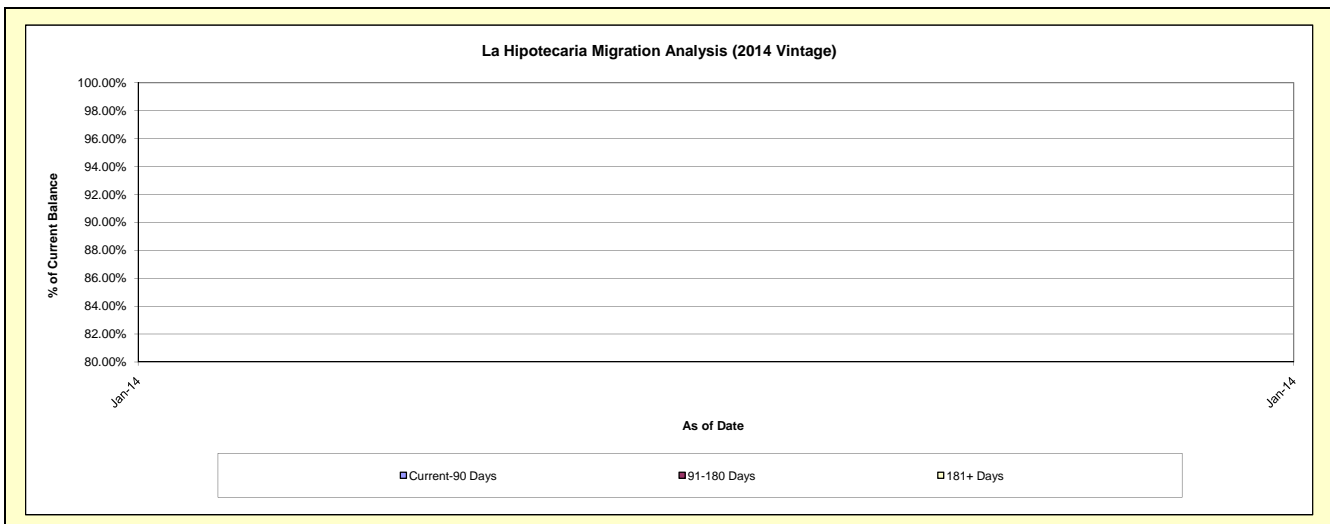 La Hipotecaria Migration Analysis (2014 Vintage)
100.00%
98.00%
96.00%
94.00%
92.00%
90.00%
88.00%
86.00%
84.00%
82.00%
80.00%
% of Current Balance
Jan-14
Jan-14
As of Date
Current-90 Days
91-180 Days
181+ Days